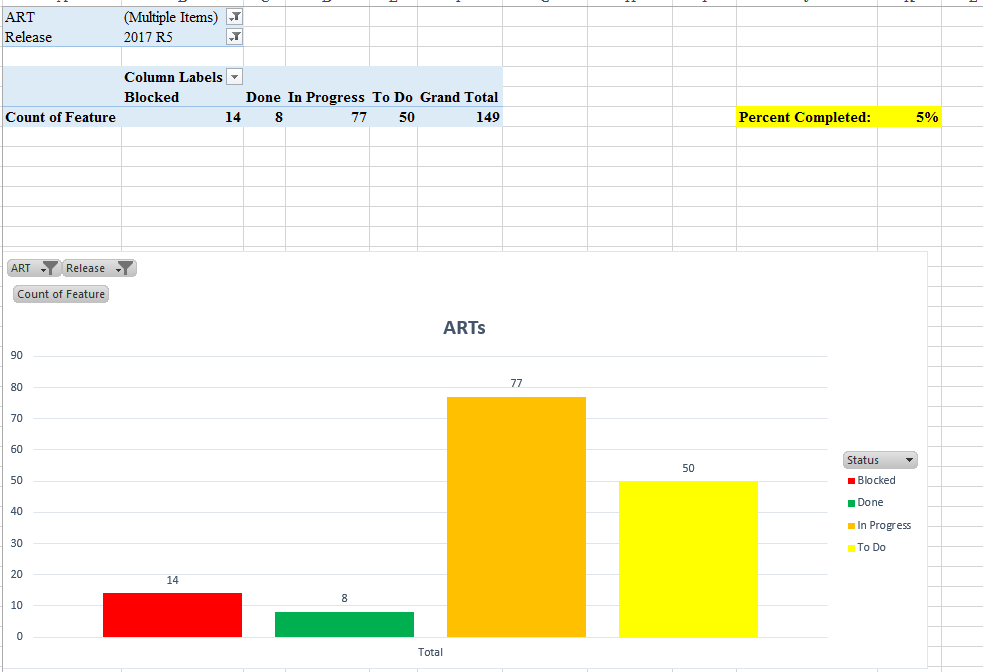 ART (Multiple Items)
Release 2017 R5
Column Labels
Blocked Done In Progress To Do Grand Total
Count of Feature 14 8 77 50 149
Percent Completed: 5%
ART Release
Count of Feature
ARTs
90
80
70
60
50
40
30
20
10
0
77
50
14
8
Total
Status
Blocked
Done
In Progress
To Do